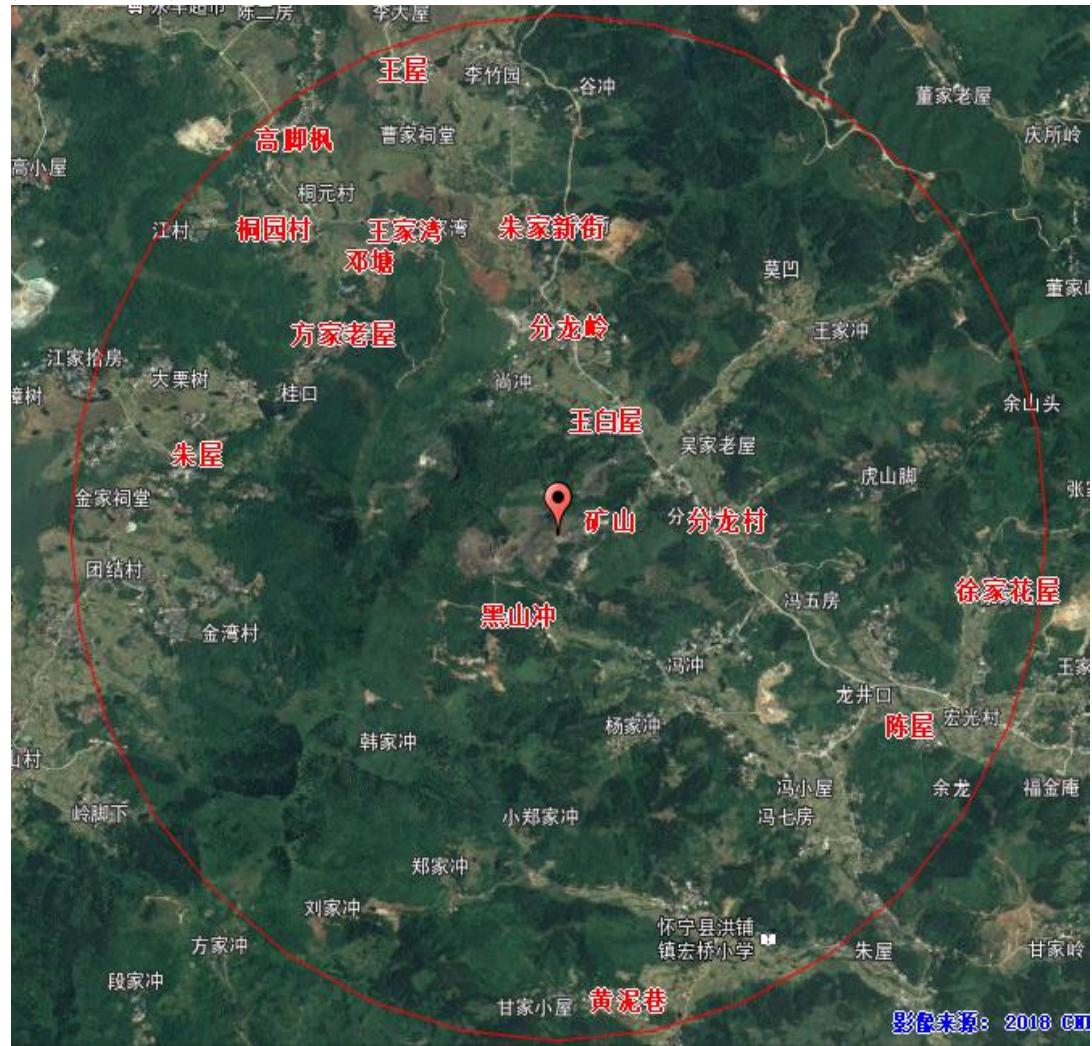 陈二房
李大屋
王屋
李竹园
谷冲
董家老屋
高脚枫
曹家祠堂
庆所岭
高小屋
桐元村
江村
桐园村
王家湾
湾
朱家新街
邓塘
莫凹
董家
方家老屋
分龙岭
王家冲
江家拾房
大栗树
桂口
尚冲
樟树
余山头
王白屋
朱屋
吴家老屋
虎山脚
金家祠堂
矿山
分龙村
团结村
冯五房
徐家花屋
黑山冲
金湾村
冯冲
王家
龙井口
宏光村
陈屋
杨家冲
韩家冲
山村
冯小屋
余龙
福金庵
岭脚下
小郑家冲
冯七房
郑家冲
刘家冲
怀宁县洪铺
镇宏桥小学
方家冲
朱屋
甘家岭
段家冲
甘家小屋
黄泥巷
影像来源: 2018 CNE